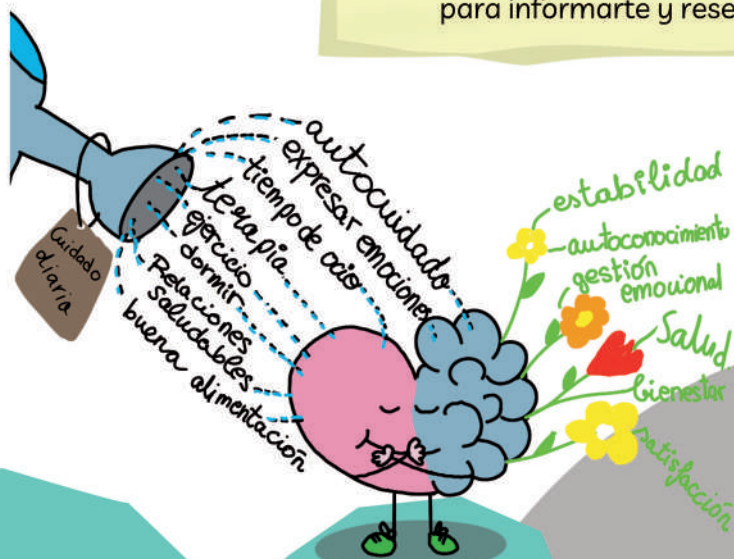 para informarte y rese
Cuidado
diaria
autocuidado
expresar emociones
tiempo de ocio
terapia
ejercicio
dormir
Relaciones
saludables
buena alimentación
estabilidad
autoconocimiento
gestión
emocional
Salud
bienestar
satisfacción